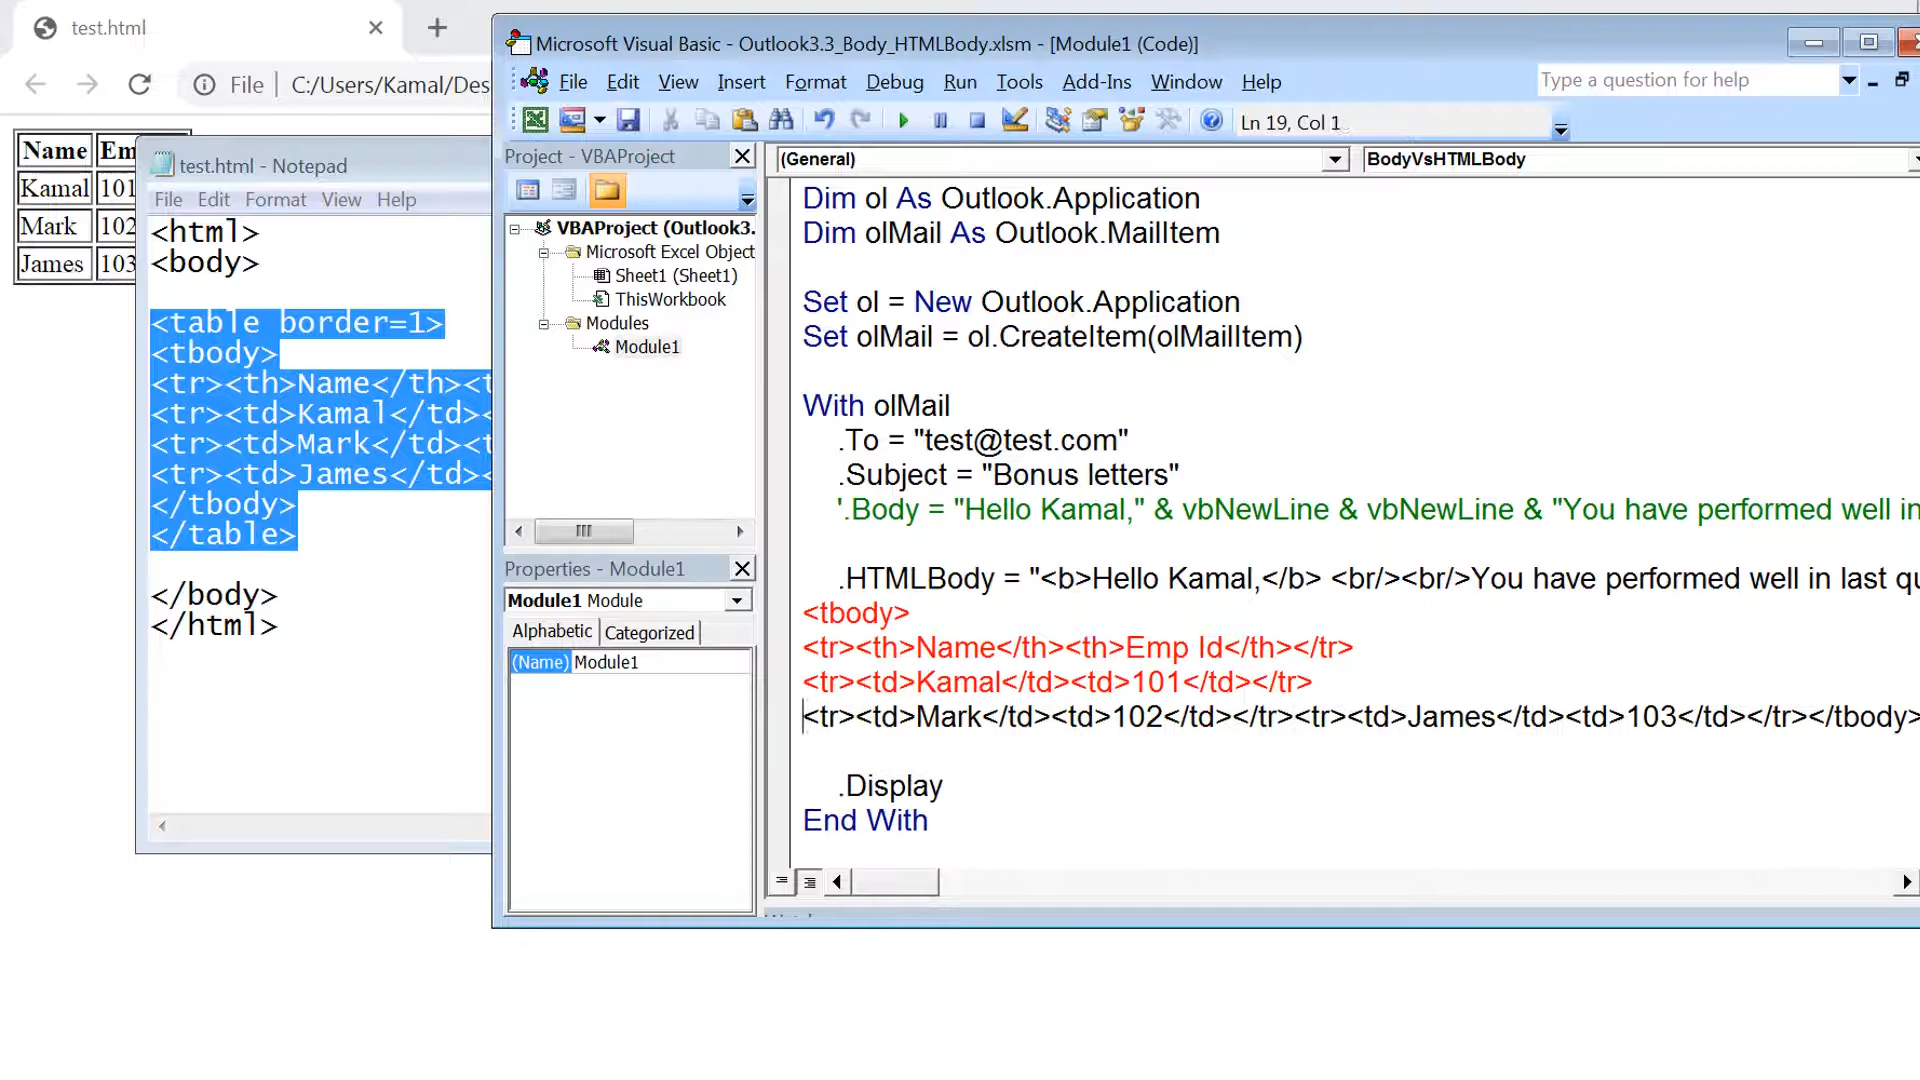 test.html
File
C:/Users/Kamal/Des
Name Em
Kamal 101
Mark 102
James 103
test.html - Notepad
File Edit Format View Help
<html>
<body>
<table border=1>
<tbody>
<tr><th>Name</th><t
<tr><td>Kamal</td><
<tr><td>Mark</td><t
<tr><td>James</td><
</tbody>
</table>
</body>
</html>
Microsoft Visual Basic - Outlook3.3_Body_HTMLBody.xlsm - [Module1 (Code)]
File Edit View Insert Format Debug Run Tools Add-Ins Window Help
Type a question for help
Ln 19, Col 1
Project - VBAProject
VBAProject (Outlook3.
Microsoft Excel Object
Sheet1 (Sheet1)
ThisWorkbook
Modules
Module1
Properties - Module1
Module1 Module
Alphabetic Categorized
(Name) Module1
(General)
BodyVsHTMLBody
Dim ol As Outlook.Application
Dim olMail As Outlook.MailItem
Set ol = New Outlook.Application
Set olMail = ol.CreateItem(olMailItem)
With olMail
.To = "test@test.com"
.Subject = "Bonus letters"
'.Body = "Hello Kamal," & vbNewLine & vbNewLine & "You have performed well in
.HTMLBody = "<b>Hello Kamal,</b> <br/><br/>You have performed well in last qu
<tbody>
<tr><th>Name</th><th>Emp Id</th></tr>
<tr><td>Kamal</td><td>101</td></tr>
<tr><td>Mark</td><td>102</td></tr><tr><td>James</td><td>103</td></tr></tbody>
.Display
End With